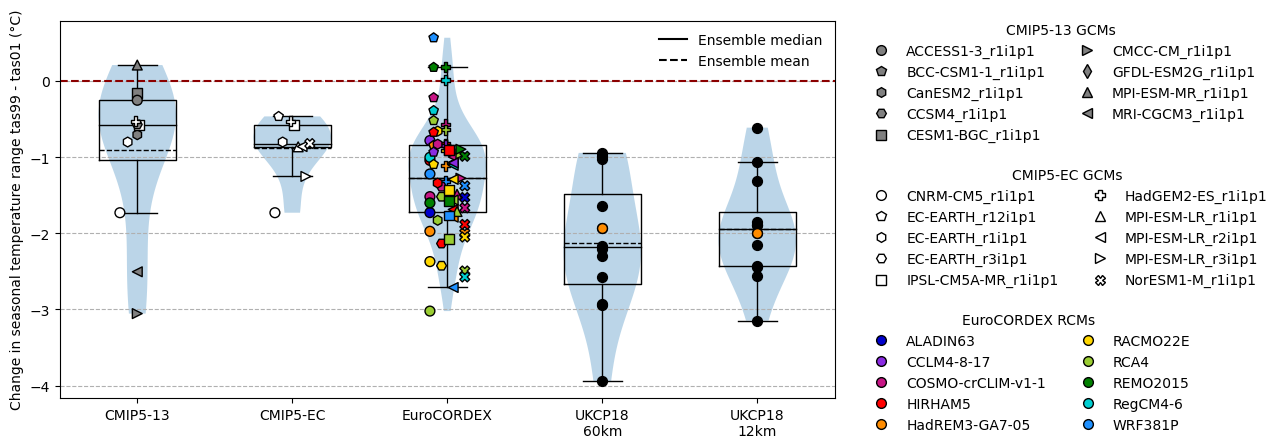 Change in seasonal temperature range tas99 - tas01 (°C)
0
−1
−2
−3
−4
Ensemble median
Ensemble mean
CMIP5-13
CMIP5-EC
EuroCORDEX
UKCP18
60km
UKCP18
12km
CMIP5-13 GCMs
ACCESS1-3_r1i1p1
BCC-CSM1-1_r1i1p1
CanESM2_r1i1p1
CCSM4_r1i1p1
CESM1-BGC_r1i1p1
CMCC-CM_r1i1p1
GFDL-ESM2G_r1i1p1
MPI-ESM-MR_r1i1p1
MRI-CGCM3_r1i1p1
CMIP5-EC GCMs
CNRM-CM5_r1i1p1
EC-EARTH_r12i1p1
EC-EARTH_r1i1p1
EC-EARTH_r3i1p1
IPSL-CM5A-MR_r1i1p1
HadGEM2-ES_r1i1p1
MPI-ESM-LR_r1i1p1
MPI-ESM-LR_r2i1p1
MPI-ESM-LR_r3i1p1
NorESM1-M_r1i1p1
EuroCORDEX RCMs
ALADIN63
CCLM4-8-17
COSMO-crCLIM-v1-1
HIRHAM5
HadREM3-GA7-05
RACMO22E
RCA4
REMO2015
RegCM4-6
WRF381P